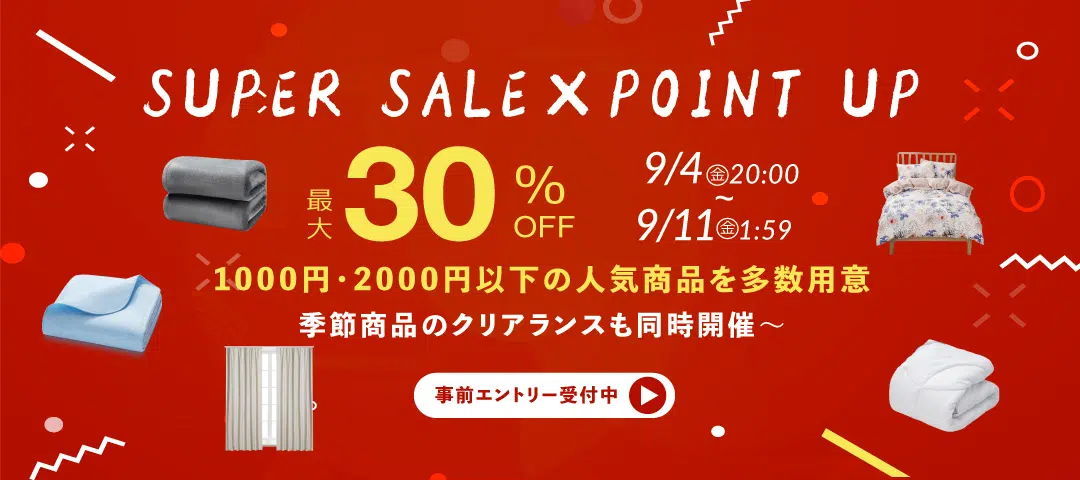 SUPER SALE×POINT UP
最大30%OFF
9/4㊎20:00
~
9/11㊎1:59
1000円・2000円以下の人気商品を多数用意
季節商品のクリアランスも同時開催～
事前エントリー受付中